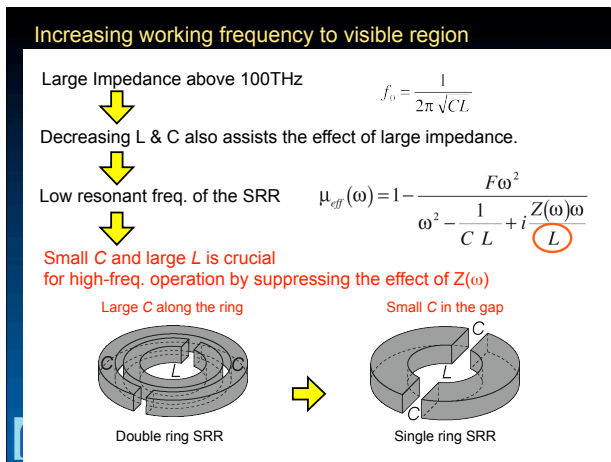 Increasing working frequency to visible region
Large Impedance above 100THz
f₀ = 1 / 2π √CL
Decreasing L & C also assists the effect of large impedance.
Low resonant freq. of the SRR
μ_eff(ω) = 1 − Fω² / (ω² − 1 / C L + i Z(ω)ω / L)
Small C and large L is crucial
for high-freq. operation by suppressing the effect of Z(ω)
Large C along the ring
Small C in the gap
C L C
C L C
Double ring SRR
Single ring SRR